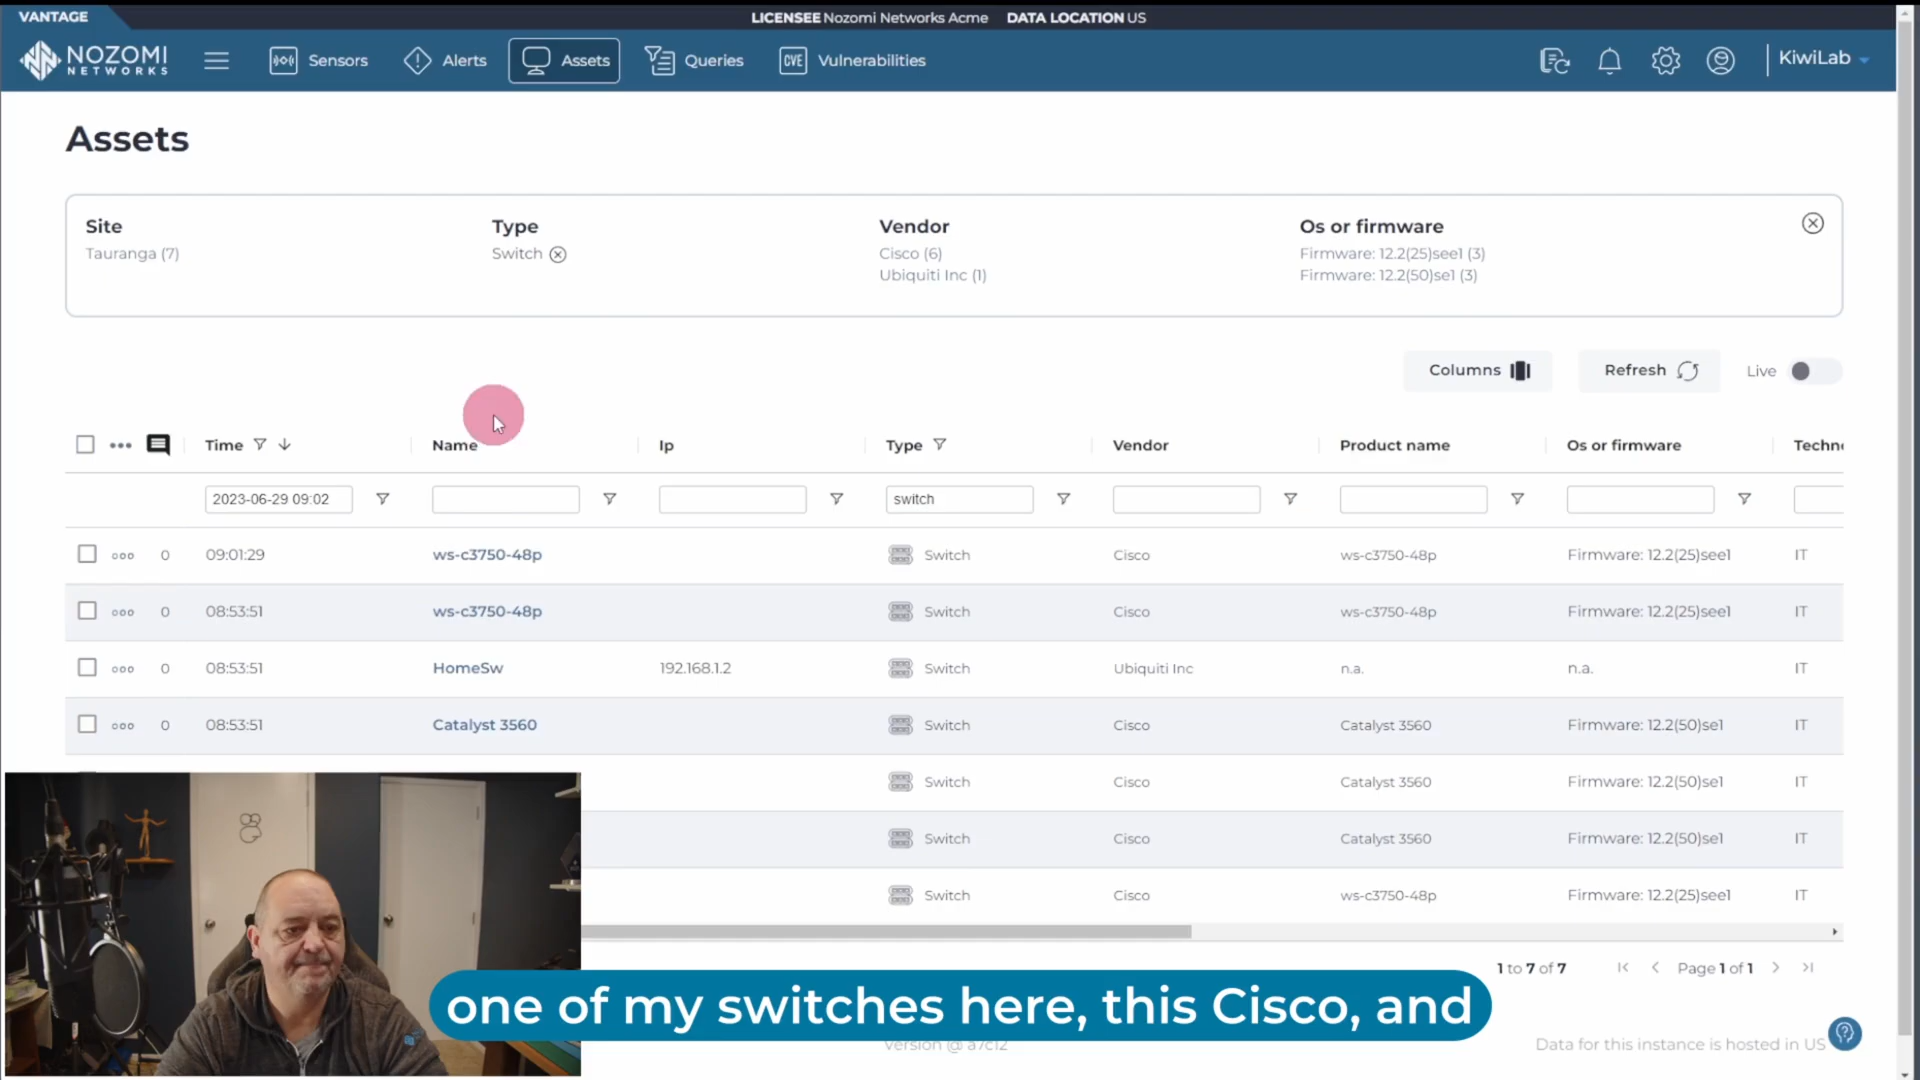 VANTAGE
LICENSEE Nozomi Networks Acme DATA LOCATION US
NOZOMI NETWORKS
Sensors Alerts Assets Queries CVE Vulnerabilities
KiwiLab
Assets
Site Type Vendor Os or firmware
Tauranga (7) Switch Cisco (6) Firmware: 12.2(25)see1 (3)
Ubiquiti Inc (1) Firmware: 12.2(50)se1 (3)
Columns Refresh Live
Time Name Ip Type Vendor Product name Os or firmware Techno
2023-06-29 09:02 switch
0 09:01:29 ws-c3750-48p Switch Cisco ws-c3750-48p Firmware: 12.2(25)see1 IT
0 08:53:51 ws-c3750-48p Switch Cisco ws-c3750-48p Firmware: 12.2(25)see1 IT
0 08:53:51 HomeSw 192.168.1.2 Switch Ubiquiti Inc n.a. n.a. IT
0 08:53:51 Catalyst 3560 Switch Cisco Catalyst 3560 Firmware: 12.2(50)se1 IT
Switch Cisco Catalyst 3560 Firmware: 12.2(50)se1 IT
Switch Cisco Catalyst 3560 Firmware: 12.2(50)se1 IT
Switch Cisco ws-c3750-48p Firmware: 12.2(25)see1 IT
1 to 7 of 7 Page 1 of 1
one of my switches here, this Cisco, and
Data for this instance is hosted in US